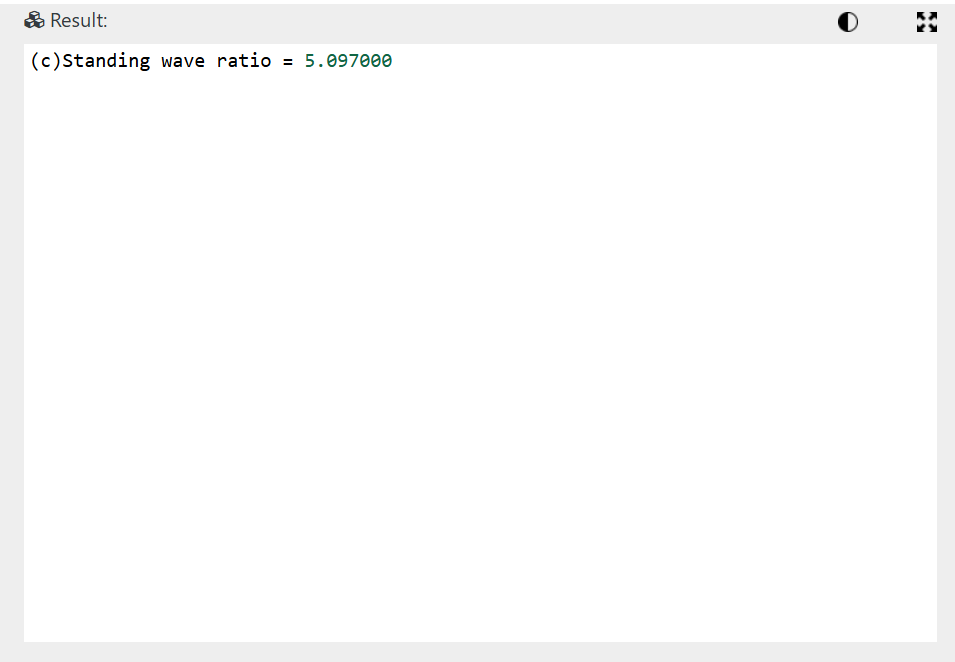 Result:
(c)Standing wave ratio = 5.097000